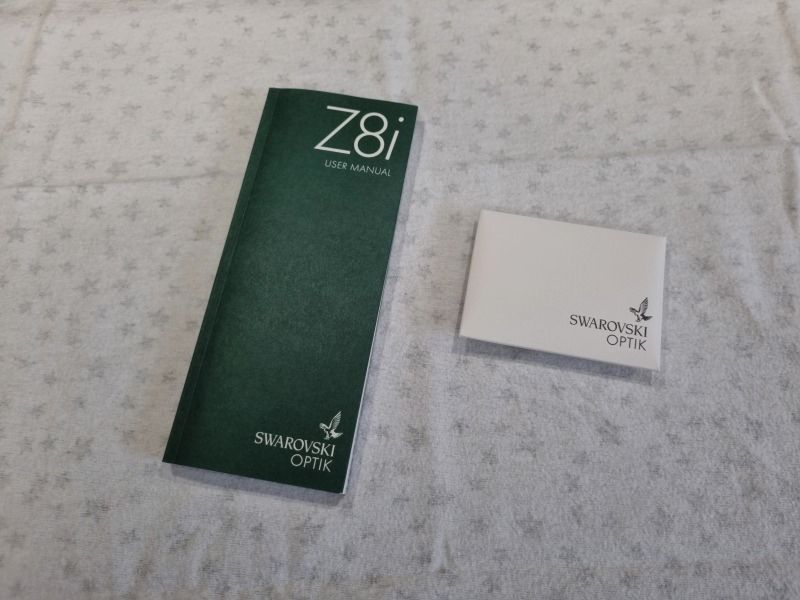 Z8i
USER MANUAL
SWAROVSKI
OPTIK
SWAROVSKI
OPTIK